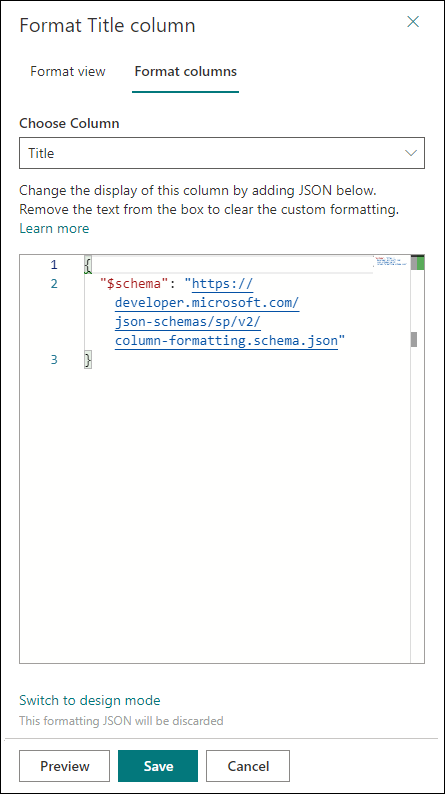 Format Title column
Format view
Format columns
Choose Column
Title
Change the display of this column by adding JSON below.
Remove the text from the box to clear the custom formatting.
Learn more
1 {
2 "$schema": "https://
developer.microsoft.com/
json-schemas/sp/v2/
column-formatting.schema.json"
3 }
Switch to design mode
This formatting JSON will be discarded
Preview
Save
Cancel